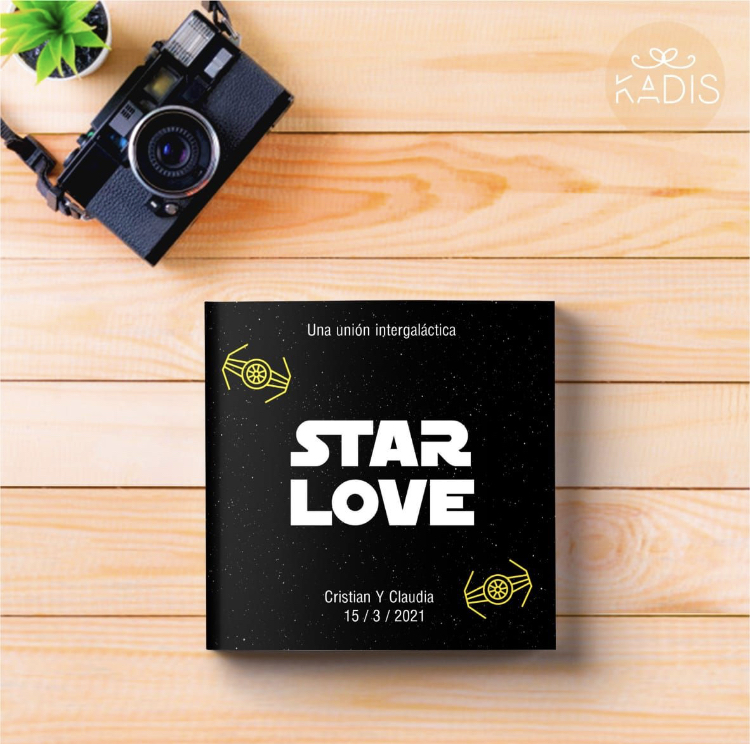 KADIS
Una unión intergaláctica
STAR
LOVE
Cristian Y Claudia
15 / 3 / 2021